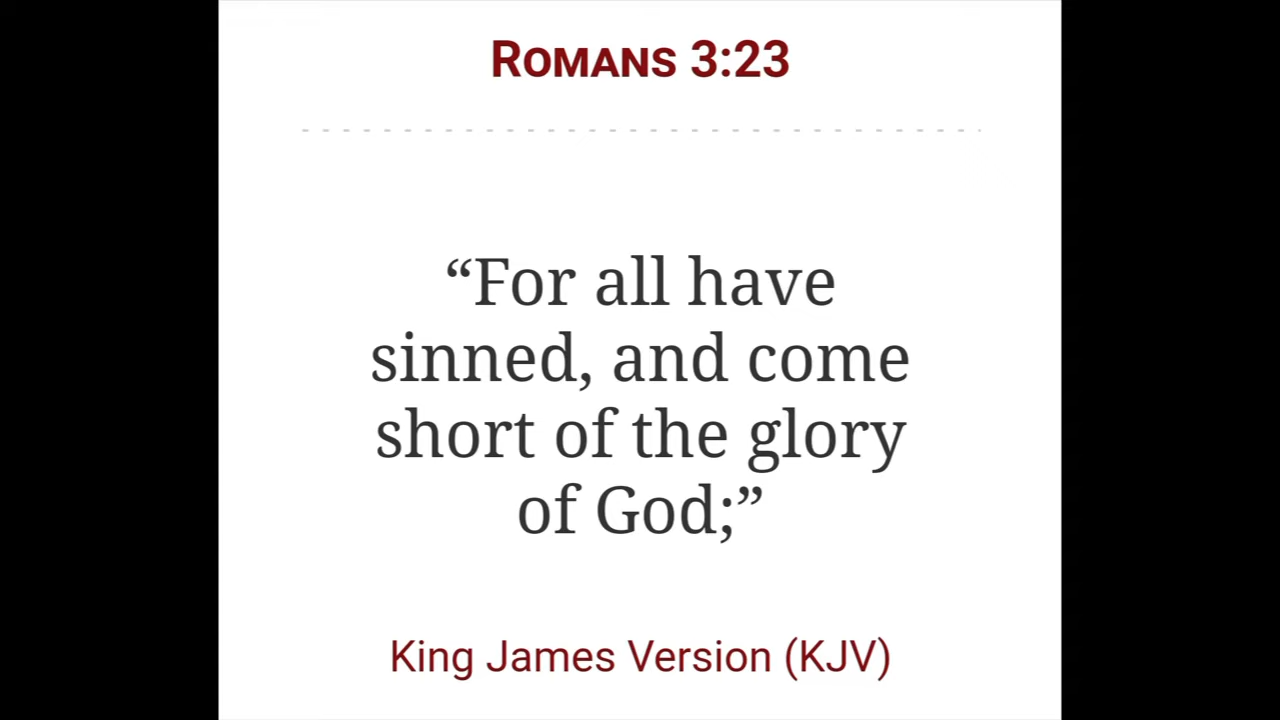 ROMANS 3:23
“For all have
sinned, and come
short of the glory
of God;”
King James Version (KJV)